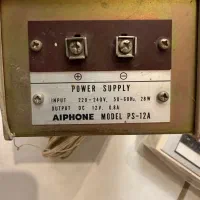 ⊕ ⊖
POWER SUPPLY
INPUT 220-240V, 50-60Hz, 20W
OUTPUT DC 12V, 0.8A
AIPHONE MODEL PS-12A